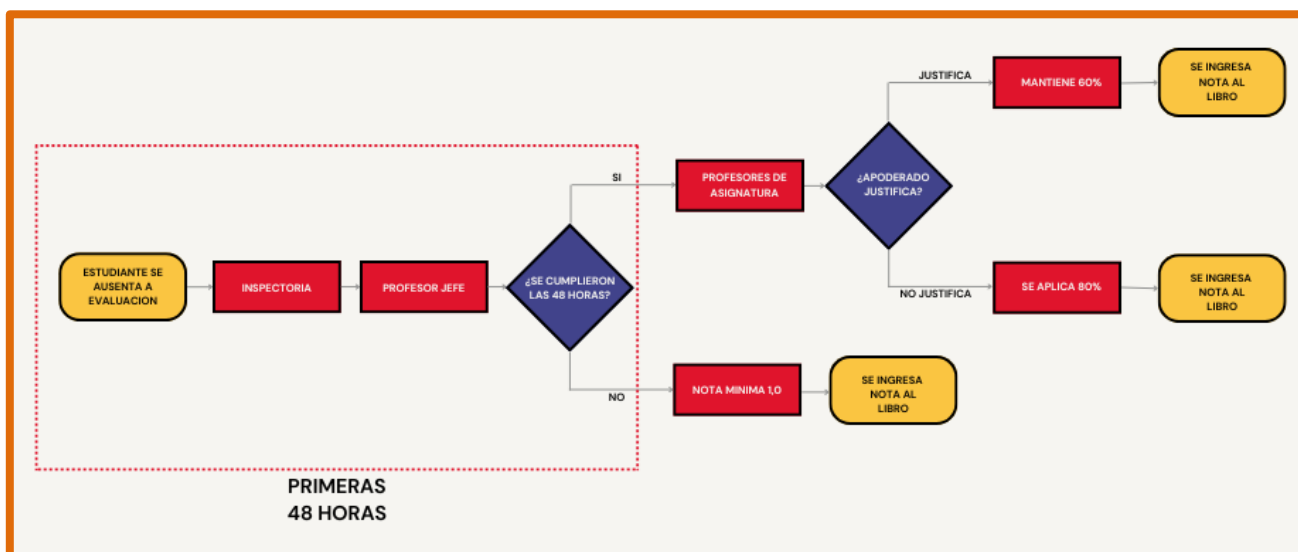 ESTUDIANTE SE
AUSENTA A
EVALUACION
INSPECTORIA
PROFESOR JEFE
¿SE CUMPLIERON
LAS 48 HORAS?
SI
PROFESORES DE
ASIGNATURA
¿APODERADO
JUSTIFICA?
JUSTIFICA
MANTIENE 60%
SE INGRESA
NOTA AL
LIBRO
NO JUSTIFICA
SE APLICA 80%
SE INGRESA
NOTA AL
LIBRO
NO
NOTA MINIMA 1,0
SE INGRESA
NOTA AL
LIBRO
PRIMERAS
48 HORAS